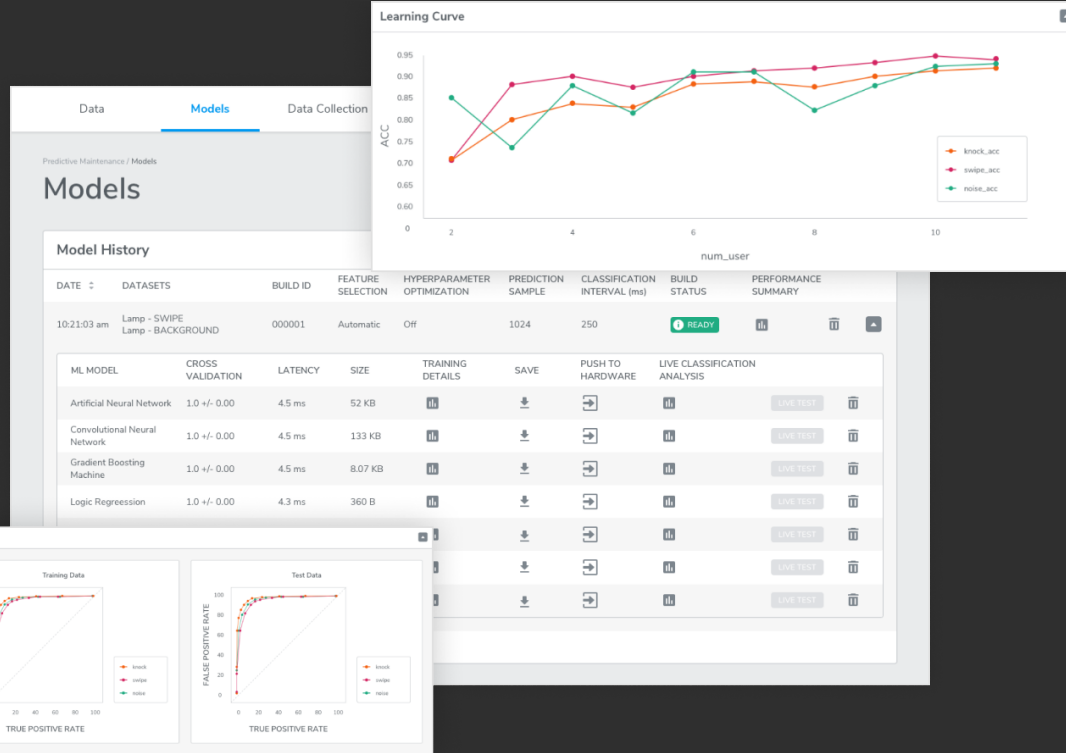 Learning Curve
0.95
0.90
0.85
0.80
0.75
0.70
0.65
0.60
0
ACC
2
4
6
8
10
num_user
knock_acc
swipe_acc
noise_acc
Data
Models
Data Collection
Predictive Maintenance / Models
Models
Model History
DATE
DATASETS
BUILD ID
FEATURE
SELECTION
HYPERPARAMETER
OPTIMIZATION
PREDICTION
SAMPLE
CLASSIFICATION
INTERVAL (ms)
BUILD
STATUS
PERFORMANCE
SUMMARY
10:21:03 am
Lamp - SWIPE
Lamp - BACKGROUND
000001
Automatic
Off
1024
250
READY
ML MODEL
CROSS
VALIDATION
LATENCY
SIZE
TRAINING
DETAILS
SAVE
PUSH TO
HARDWARE
LIVE CLASSIFICATION
ANALYSIS
Artificial Neural Network
1.0 +/- 0.00
4.5 ms
52 KB
LIVE TEST
Convolutional Neural
Network
1.0 +/- 0.00
4.5 ms
133 KB
LIVE TEST
Gradient Boosting
Machine
1.0 +/- 0.00
4.5 ms
8.07 KB
LIVE TEST
Logic Regreession
1.0 +/- 0.00
4.3 ms
360 B
LIVE TEST
LIVE TEST
LIVE TEST
LIVE TEST
Training Data
knock
swipe
noise
20
40
60
80
100
TRUE POSITIVE RATE
Test Data
100
80
60
40
20
0
FALSE POSITIVE RATE
knock
swipe
noise
0
20
40
60
80
100
TRUE POSITIVE RATE